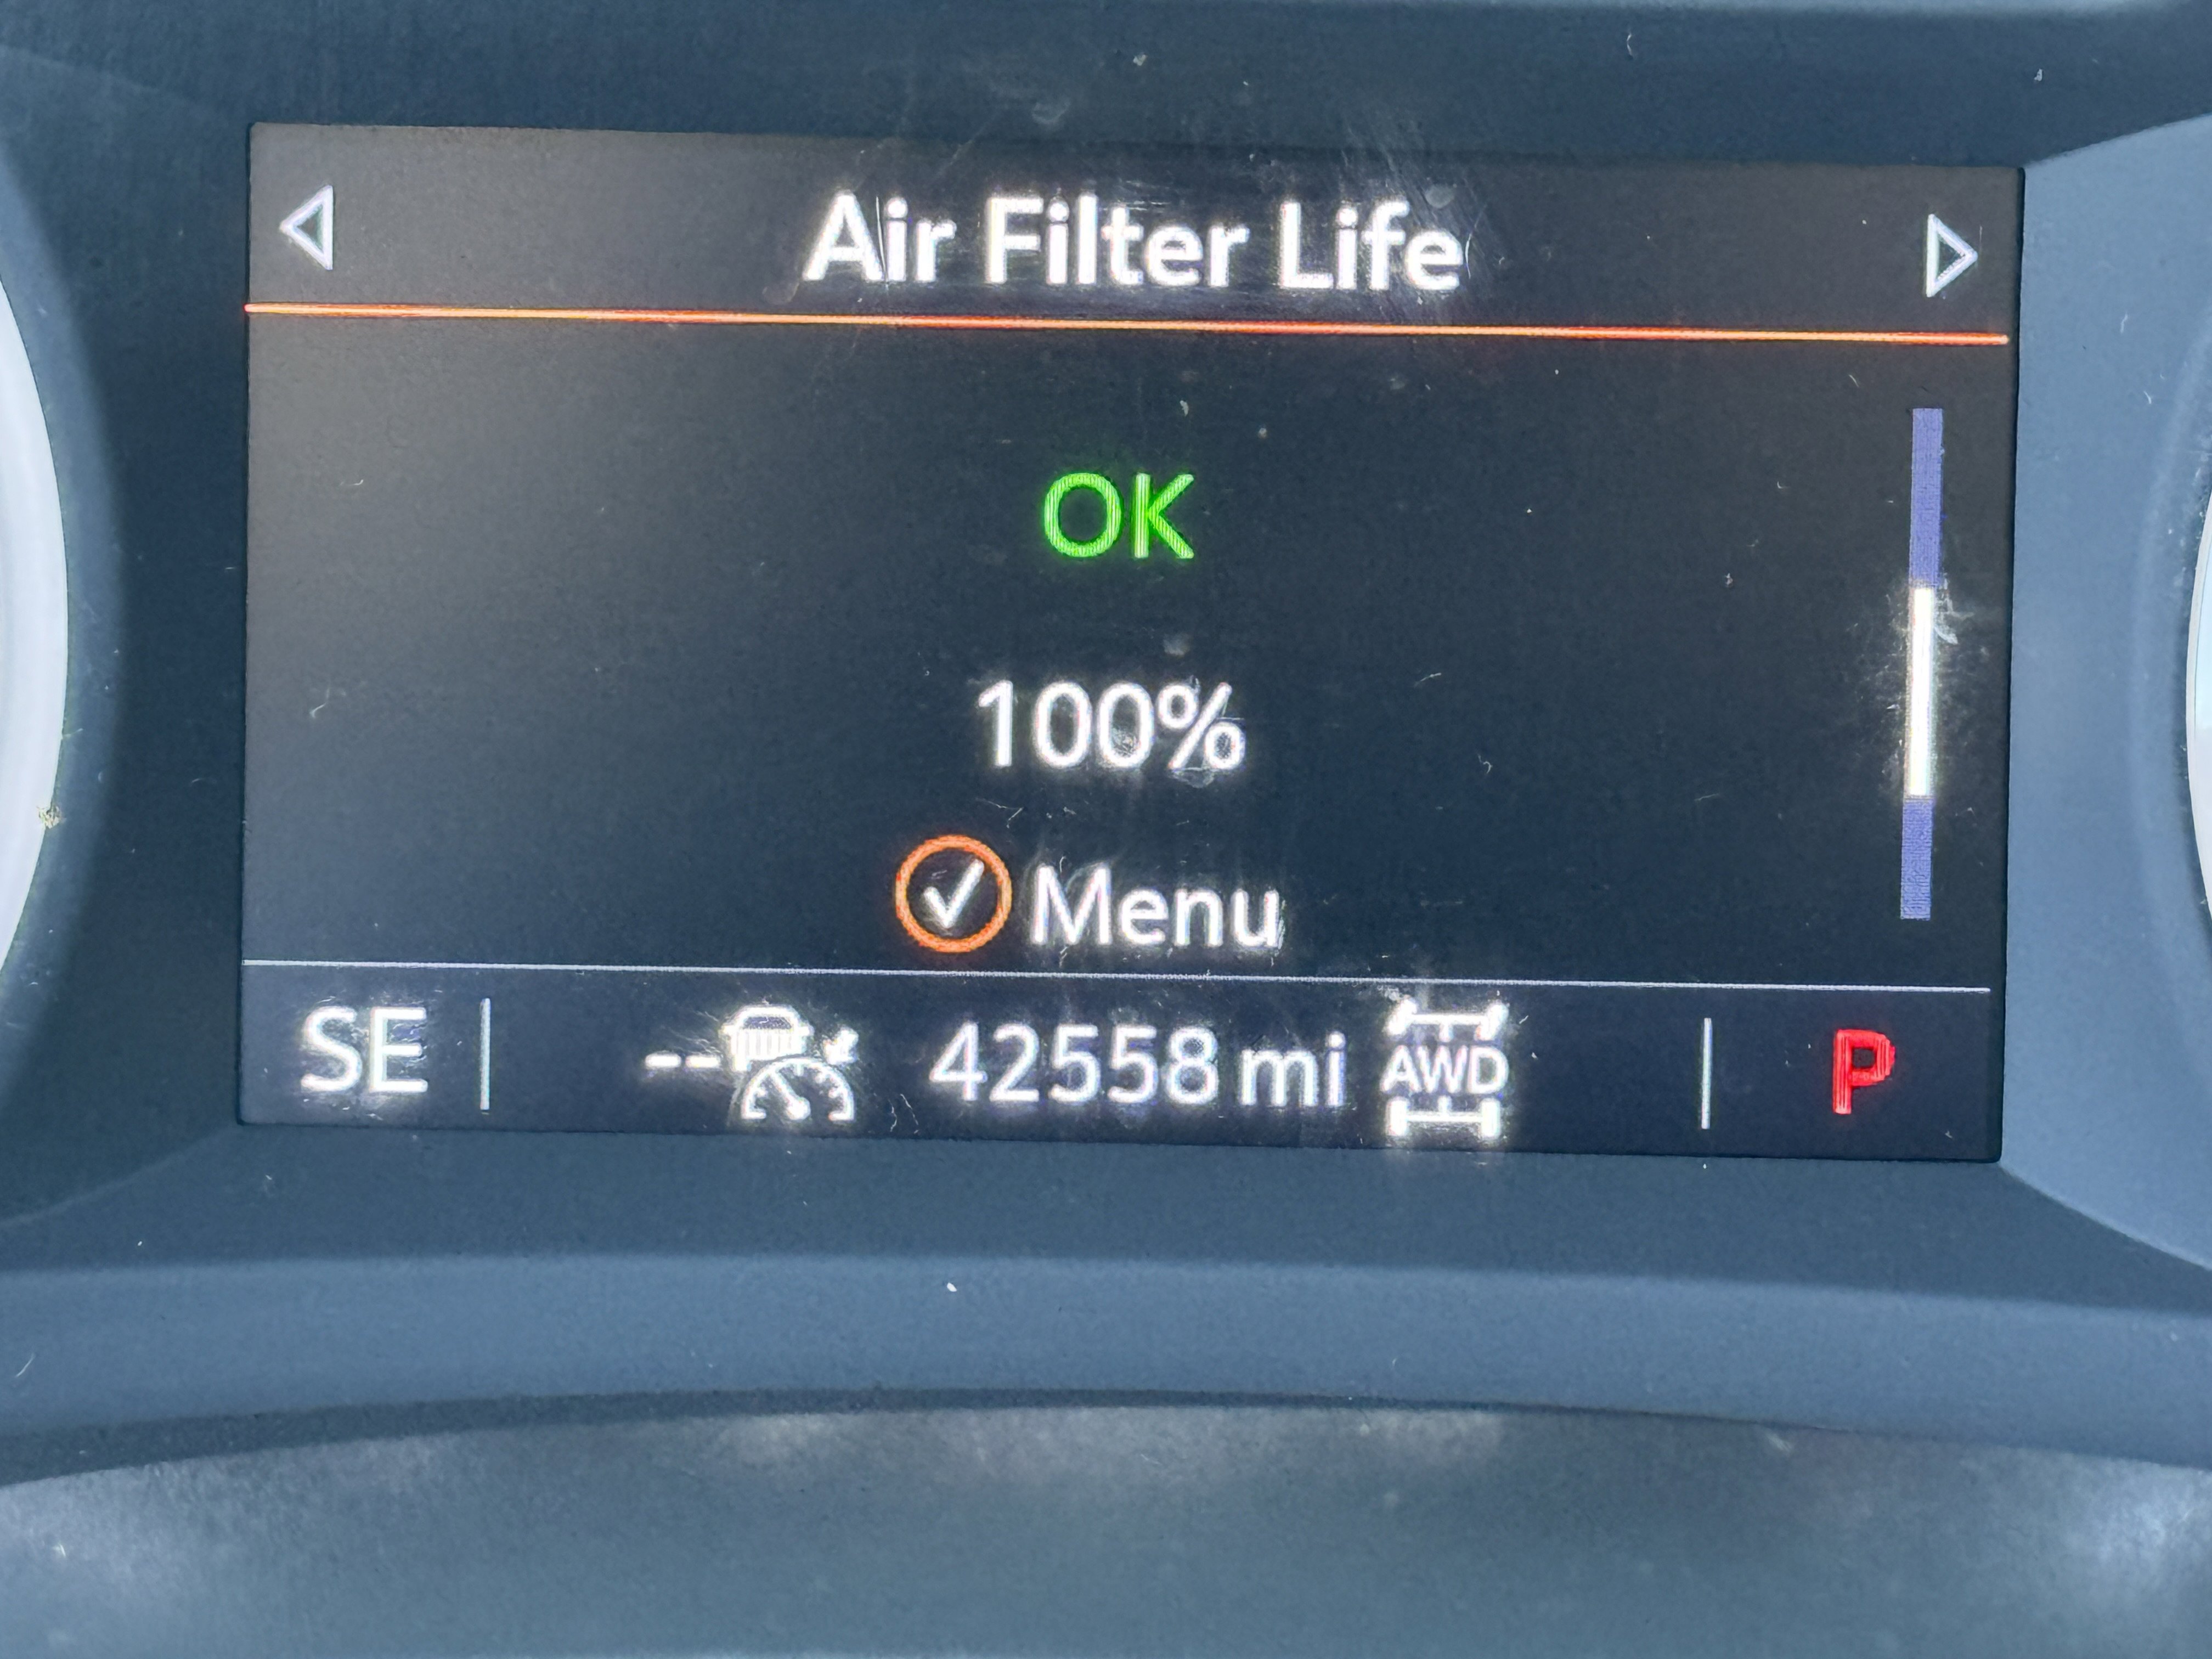 Air Filter Life
OK
100%
Menu
SE -- 42558 mi AWD P